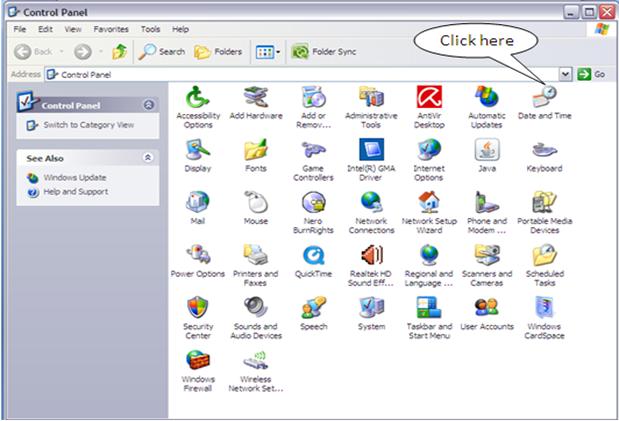 Control Panel
File Edit View Favorites Tools Help
Back Search Folders Folder Sync
Click here
Address Control Panel Go
Control Panel
Switch to Category View
See Also
Windows Update
Help and Support
Accessibility Options
Add Hardware
Add or Remov...
Administrative Tools
AntiVir Desktop
Automatic Updates
Date and Time
Display
Fonts
Game Controllers
Intel(R) GMA Driver
Internet Options
Java
Keyboard
Mail
Mouse
Nero BurnRights
Network Connections
Network Setup Wizard
Phone and Modem ...
Portable Media Devices
Power Options
Printers and Faxes
QuickTime
Realtek HD Sound Eff...
Regional and Language ...
Scanners and Cameras
Scheduled Tasks
Security Center
Sounds and Audio Devices
Speech
System
Taskbar and Start Menu
User Accounts
Windows CardSpace
Windows Firewall
Wireless Network Set...